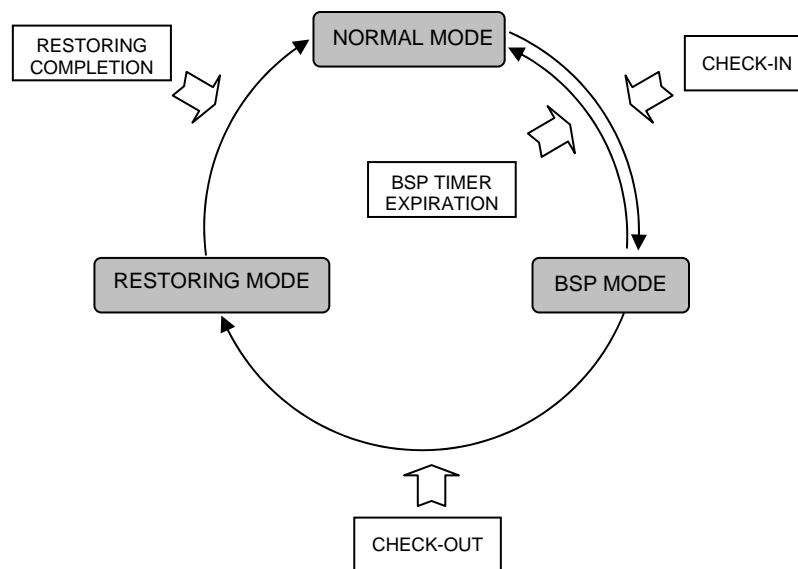 NORMAL MODE
RESTORING
COMPLETION
CHECK-IN
BSP TIMER
EXPIRATION
RESTORING MODE
BSP MODE
CHECK-OUT